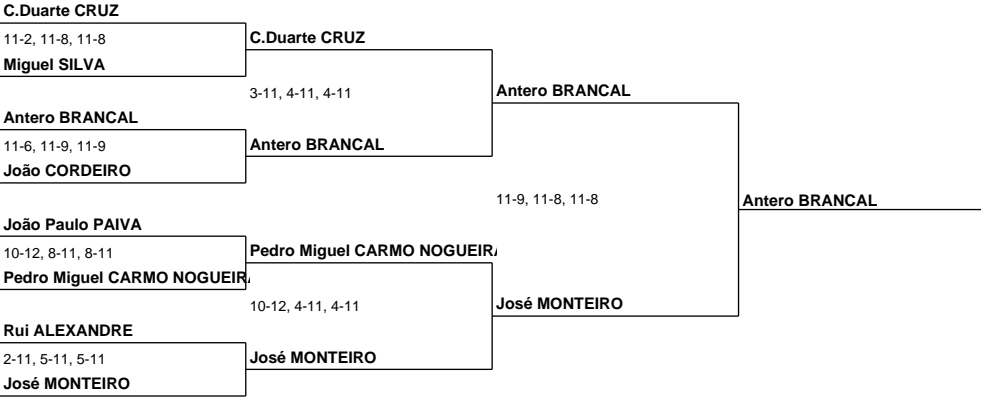 C.Duarte CRUZ
11-2, 11-8, 11-8
Miguel SILVA
Antero BRANCAL
11-6, 11-9, 11-9
João CORDEIRO
João Paulo PAIVA
10-12, 8-11, 8-11
Pedro Miguel CARMO NOGUEIR
Rui ALEXANDRE
2-11, 5-11, 5-11
José MONTEIRO
C.Duarte CRUZ
3-11, 4-11, 4-11
Antero BRANCAL
Pedro Miguel CARMO NOGUEIRA
10-12, 4-11, 4-11
José MONTEIRO
Antero BRANCAL
11-9, 11-8, 11-8
José MONTEIRO
Antero BRANCAL